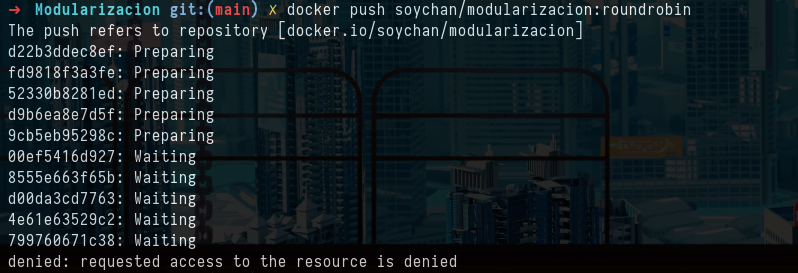 → Modularizacion git:(main) ✗ docker push soychan/modularizacion:roundrobin
The push refers to repository [docker.io/soychan/modularizacion]
d22b3ddec8ef: Preparing
fd9818f3a3fe: Preparing
52330b8281ed: Preparing
d9b6ea8e7d5f: Preparing
9cb5eb95298c: Preparing
00ef5416d927: Waiting
8555e663f65b: Waiting
d00da3cd7763: Waiting
4e61e63529c2: Waiting
799760671c38: Waiting
denied: requested access to the resource is denied